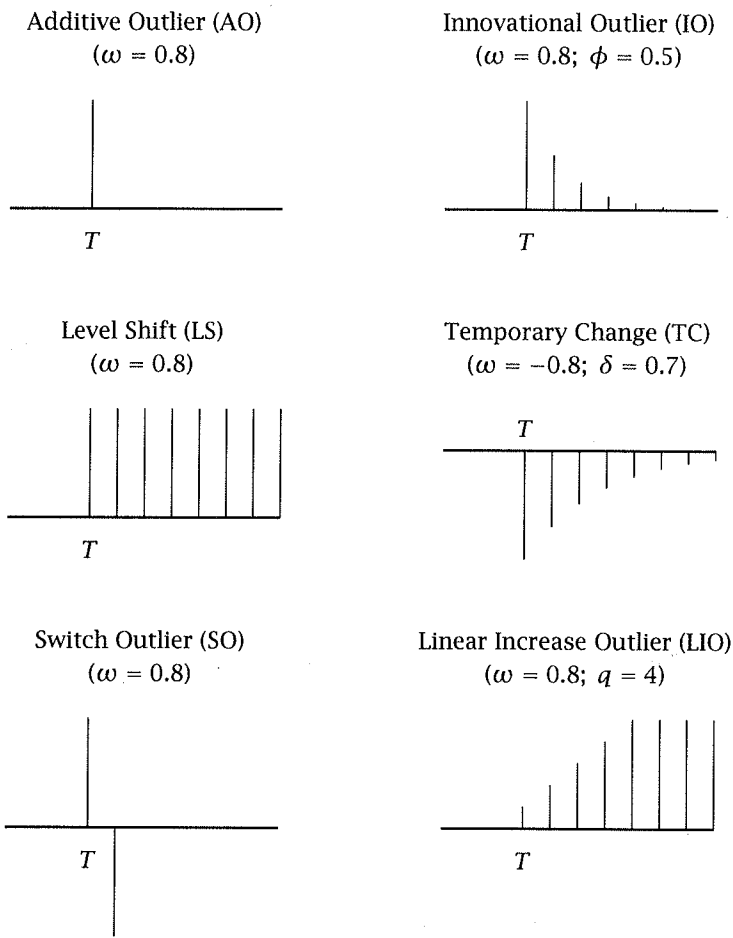 Additive Outlier (AO)
(ω = 0.8)
T
Innovational Outlier (IO)
(ω = 0.8; ϕ = 0.5)
T
Level Shift (LS)
(ω = 0.8)
T
Temporary Change (TC)
(ω = −0.8; δ = 0.7)
T
Switch Outlier (SO)
(ω = 0.8)
T
Linear Increase Outlier (LIO)
(ω = 0.8; q = 4)
T